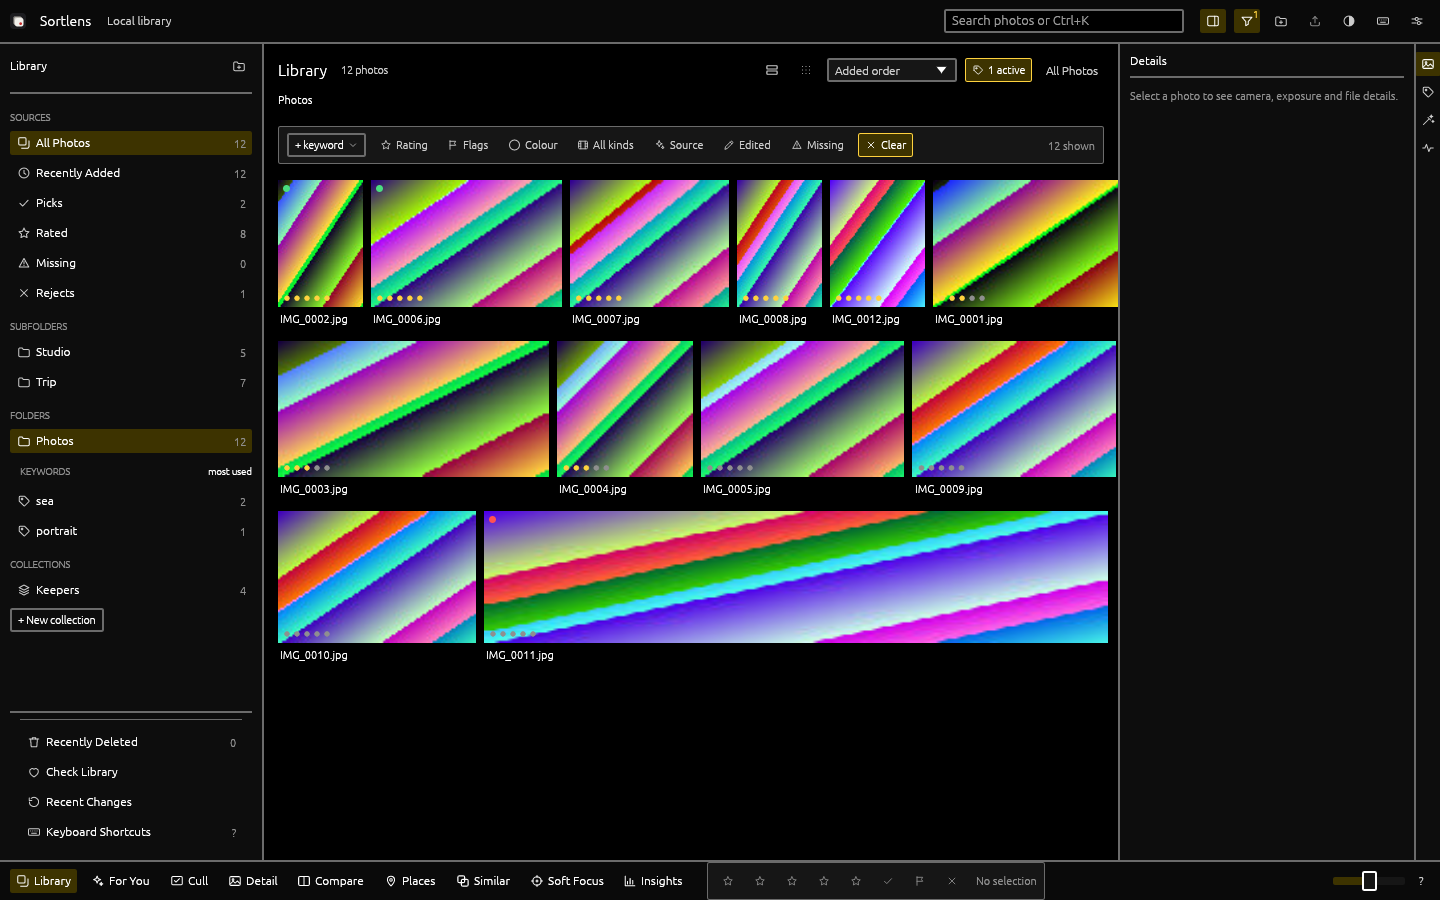 Sortlens Local library Search photos or Ctrl+K 1
Library
Library 12 photos Added order 1 active All Photos
Details
Photos
Select a photo to see camera, exposure and file details.
SOURCES
All Photos 12
Recently Added 12
Picks 2
Rated 8
Missing 0
Rejects 1
SUBFOLDERS
Studio 5
Trip 7
FOLDERS
Photos 12
KEYWORDS most used
sea 2
portrait 1
COLLECTIONS
Keepers 4
+ New collection
Recently Deleted 0
Check Library
Recent Changes
Keyboard Shortcuts ?
+ keyword Rating Flags Colour All kinds Source Edited Missing Clear 12 shown
IMG_0002.jpg IMG_0006.jpg IMG_0007.jpg IMG_0008.jpg IMG_0012.jpg IMG_0001.jpg
IMG_0003.jpg IMG_0004.jpg IMG_0005.jpg IMG_0009.jpg
IMG_0010.jpg IMG_0011.jpg
Library For You Cull Detail Compare Places Similar Soft Focus Insights No selection ?